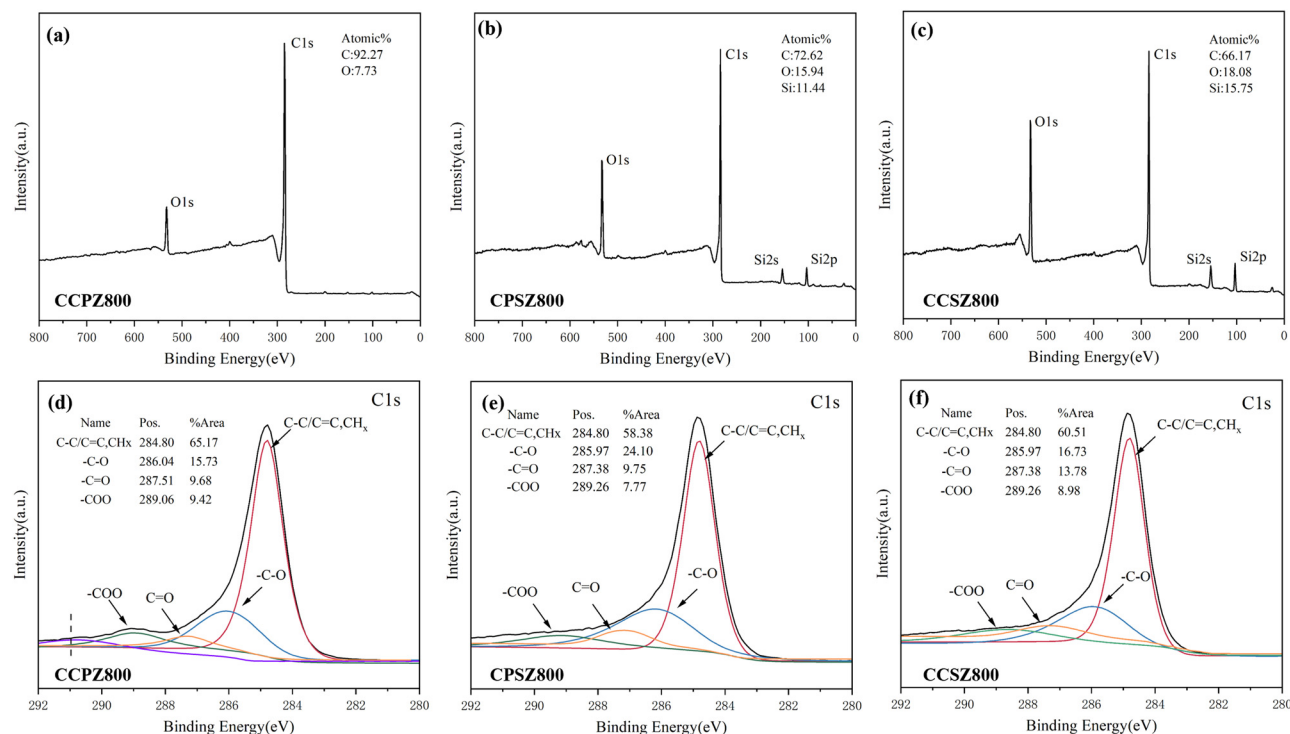 (a)
C1s
Atomic%
C:92.27
O:7.73
O1s
CCPZ800
Intensity(a.u.)
800 700 600 500 400 300 200 100 0
Binding Energy(eV)
(b)
C1s
Atomic%
C:72.62
O:15.94
Si:11.44
O1s
Si2s Si2p
CPSZ800
Intensity(a.u.)
800 700 600 500 400 300 200 100 0
Binding Energy(eV)
(c)
C1s
Atomic%
C:66.17
O:18.08
Si:15.75
O1s
Si2s Si2p
CCSZ800
Intensity(a.u.)
800 700 600 500 400 300 200 100 0
Binding Energy(eV)
(d)
C1s
Name Pos. %Area
C-C/C=C,CHx 284.80 65.17
-C-O 286.04 15.73
-C=O 287.51 9.68
-COO 289.06 9.42
C-C/C=C,CHx
-C-O
C=O
-COO
CCPZ800
Intensity(a.u.)
292 290 288 286 284 282 280
Binding Energy(eV)
(e)
C1s
Name Pos. %Area
C-C/C=C,CHx 284.80 58.38
-C-O 285.97 24.10
-C=O 287.38 9.75
-COO 289.26 7.77
C-C/C=C,CHx
-C-O
C=O
-COO
CPSZ800
Intensity(a.u.)
292 290 288 286 284 282 280
Binding Energy(eV)
(f)
C1s
Name Pos. %Area
C-C/C=C,CHx 284.80 60.51
-C-O 285.97 16.73
-C=O 287.38 13.78
-COO 289.26 8.98
C-C/C=C,CHx
-C-O
C=O
-COO
CCSZ800
Intensity(a.u.)
292 290 288 286 284 282 280
Binding Energy(eV)